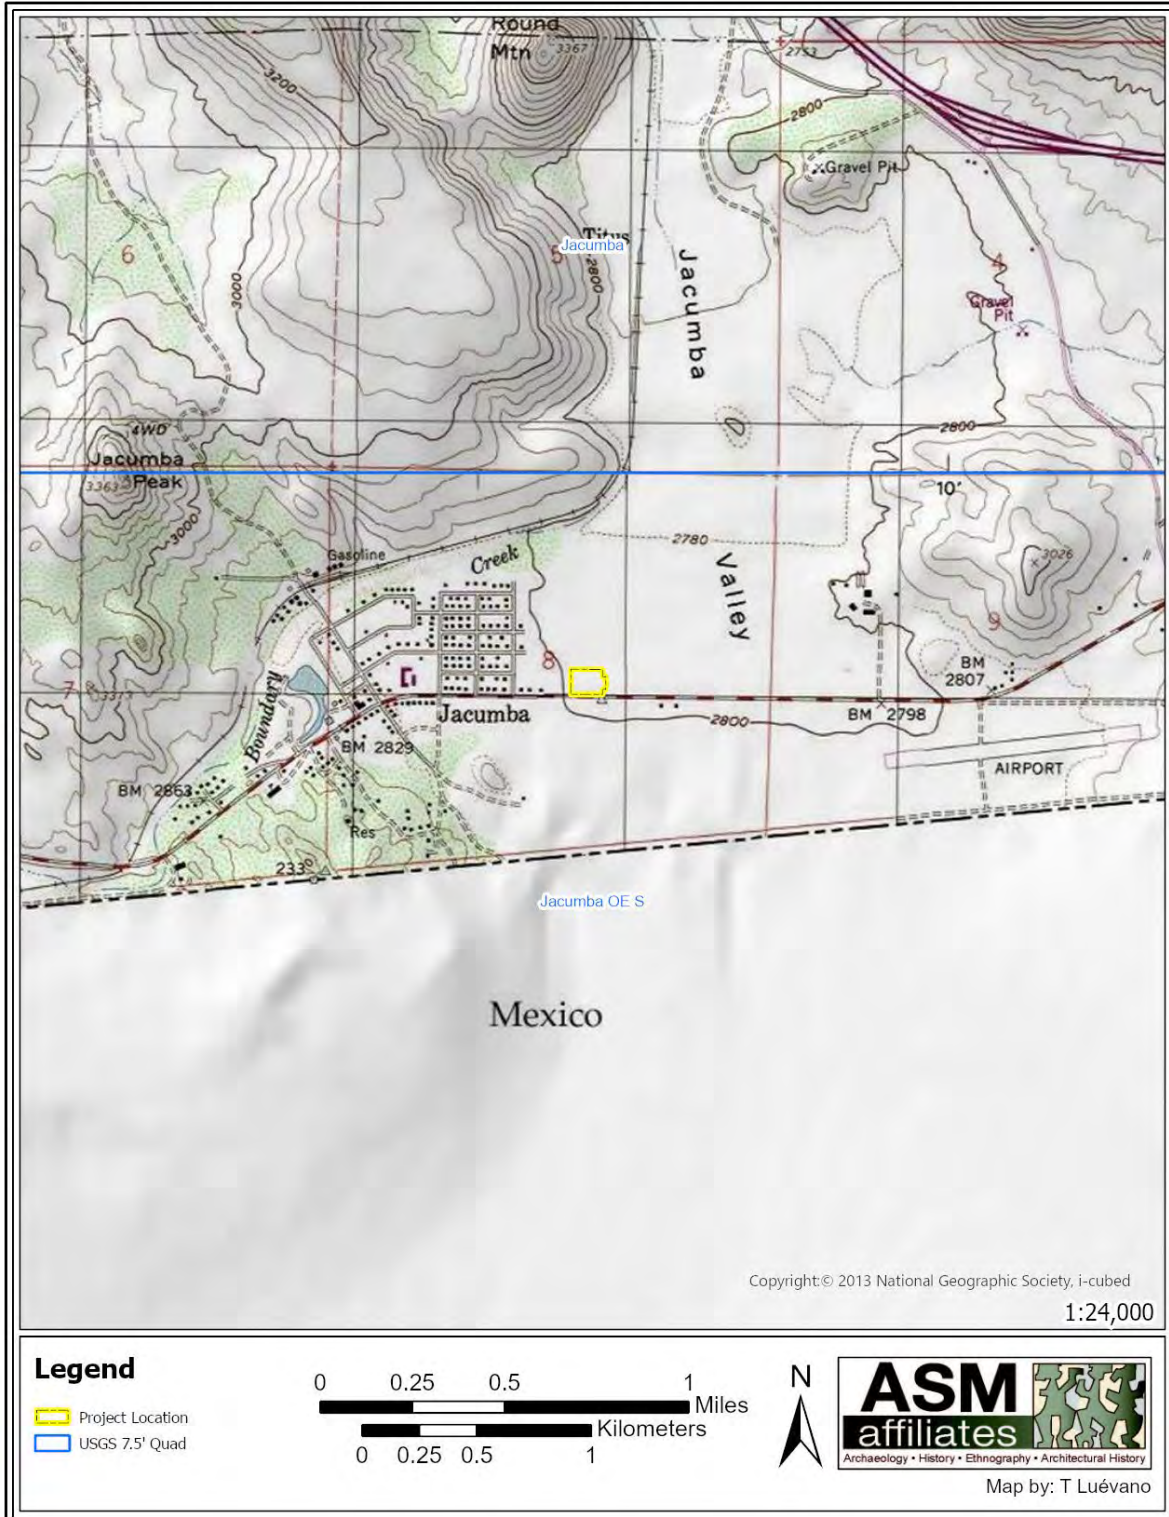 Round
Mtn
3367
2753
3200
2800
Gravel Pit
6
Titus
Jacumba
5
2800
Jacumba
4
3000
Gravel
Pit
2800
4WD
Jacumba
Peak
3363
10'
3000
2780
Gasoline
Creek
Valley
3026
9
8
BM
2807
7
3373
Boundary
Jacumba
2800
BM 2798
BM 2829
AIRPORT
BM 2863
Res
233
Jacumba OE S
Mexico
Copyright:© 2013 National Geographic Society, i-cubed
1:24,000
Legend
Project Location
USGS 7.5' Quad
0 0.25 0.5 1
Miles
Kilometers
0 0.25 0.5 1
N
ASM
affiliates
Archaeology • History • Ethnography • Architectural History
Map by: T Luévano